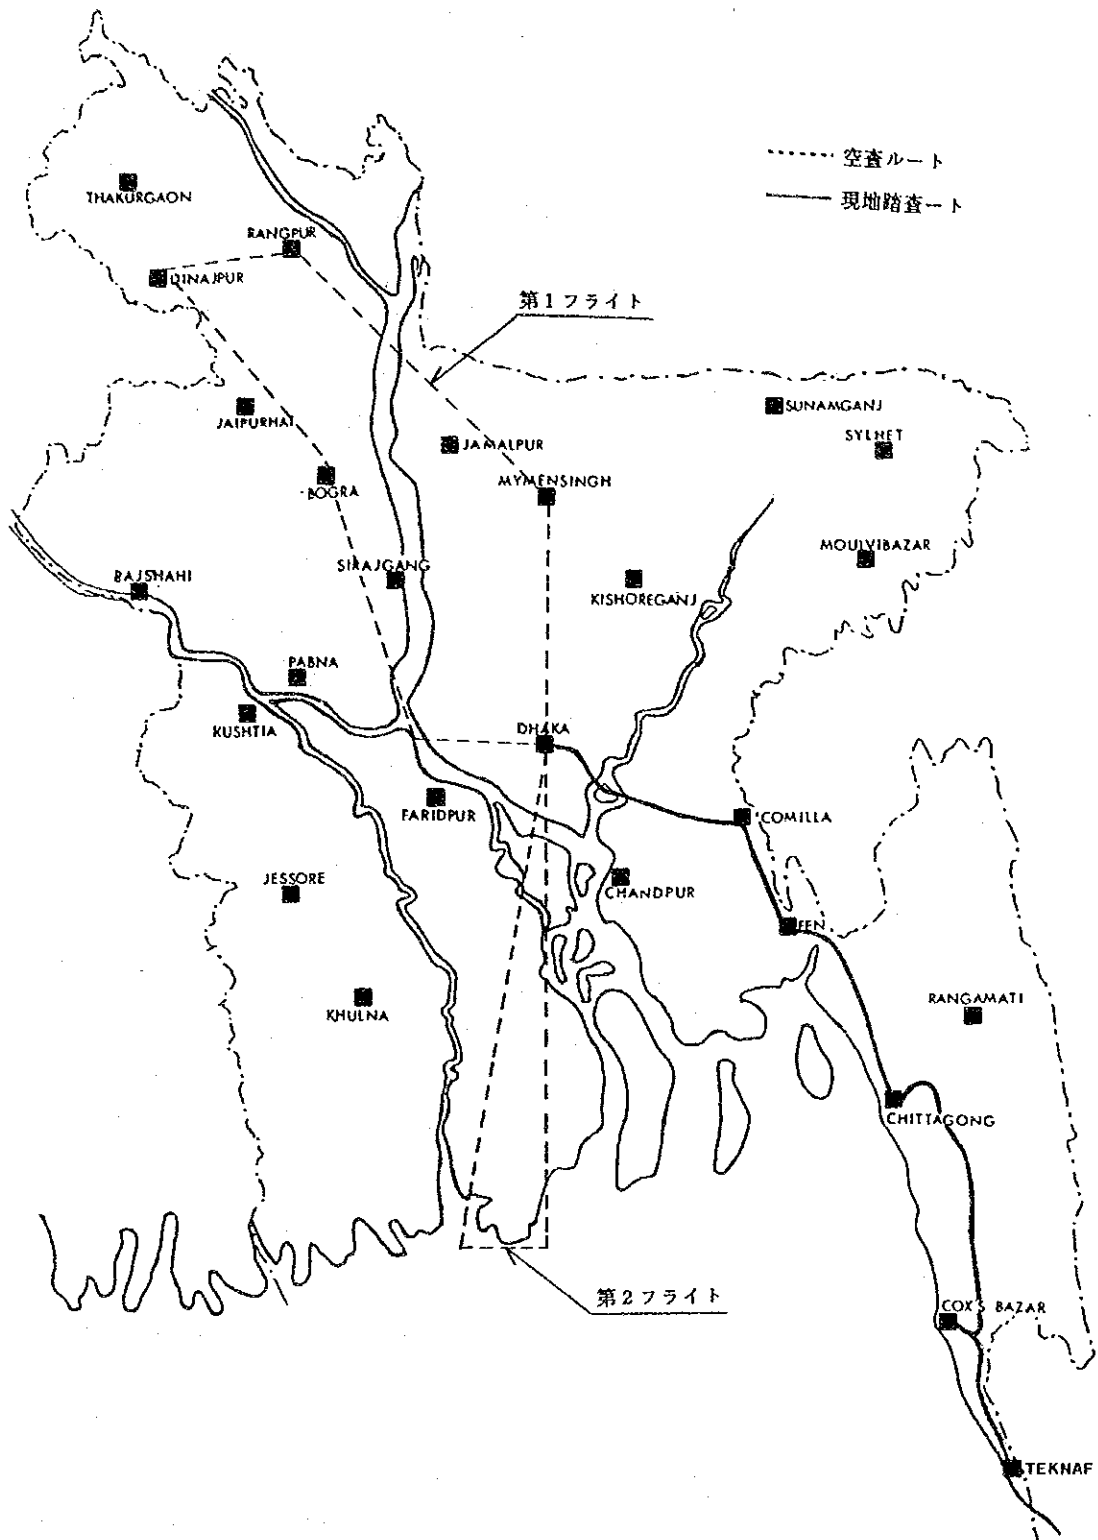 空査ルート
現地踏査ート
THAKURGAON
RANGPUR
DINAJPUR
第1フライト
JAIPURHAT
SUNAMGANJ
SYLHET
JAMALPUR
MYMENSINGH
BOGRA
MOULVIBAZAR
SIRAJGANG
RAJSHAHI
KISHOREGANJ
PABNA
KUSHTIA
DHAKA
FARIDPUR
COMILLA
JESSORE
CHANDPUR
FEN
RANGAMATI
KHULNA
CHITTAGONG
第2フライト
COX'S BAZAR
TEKNAF